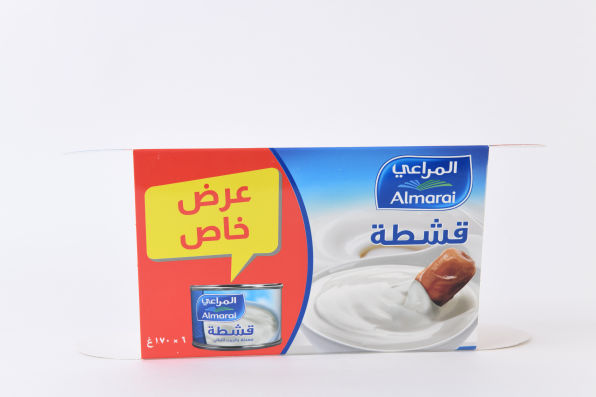 المراعي
Almarai
قشطة
عرض
خاص
المراعي
Almarai
قشطة
٦ × ١٧٠ غ